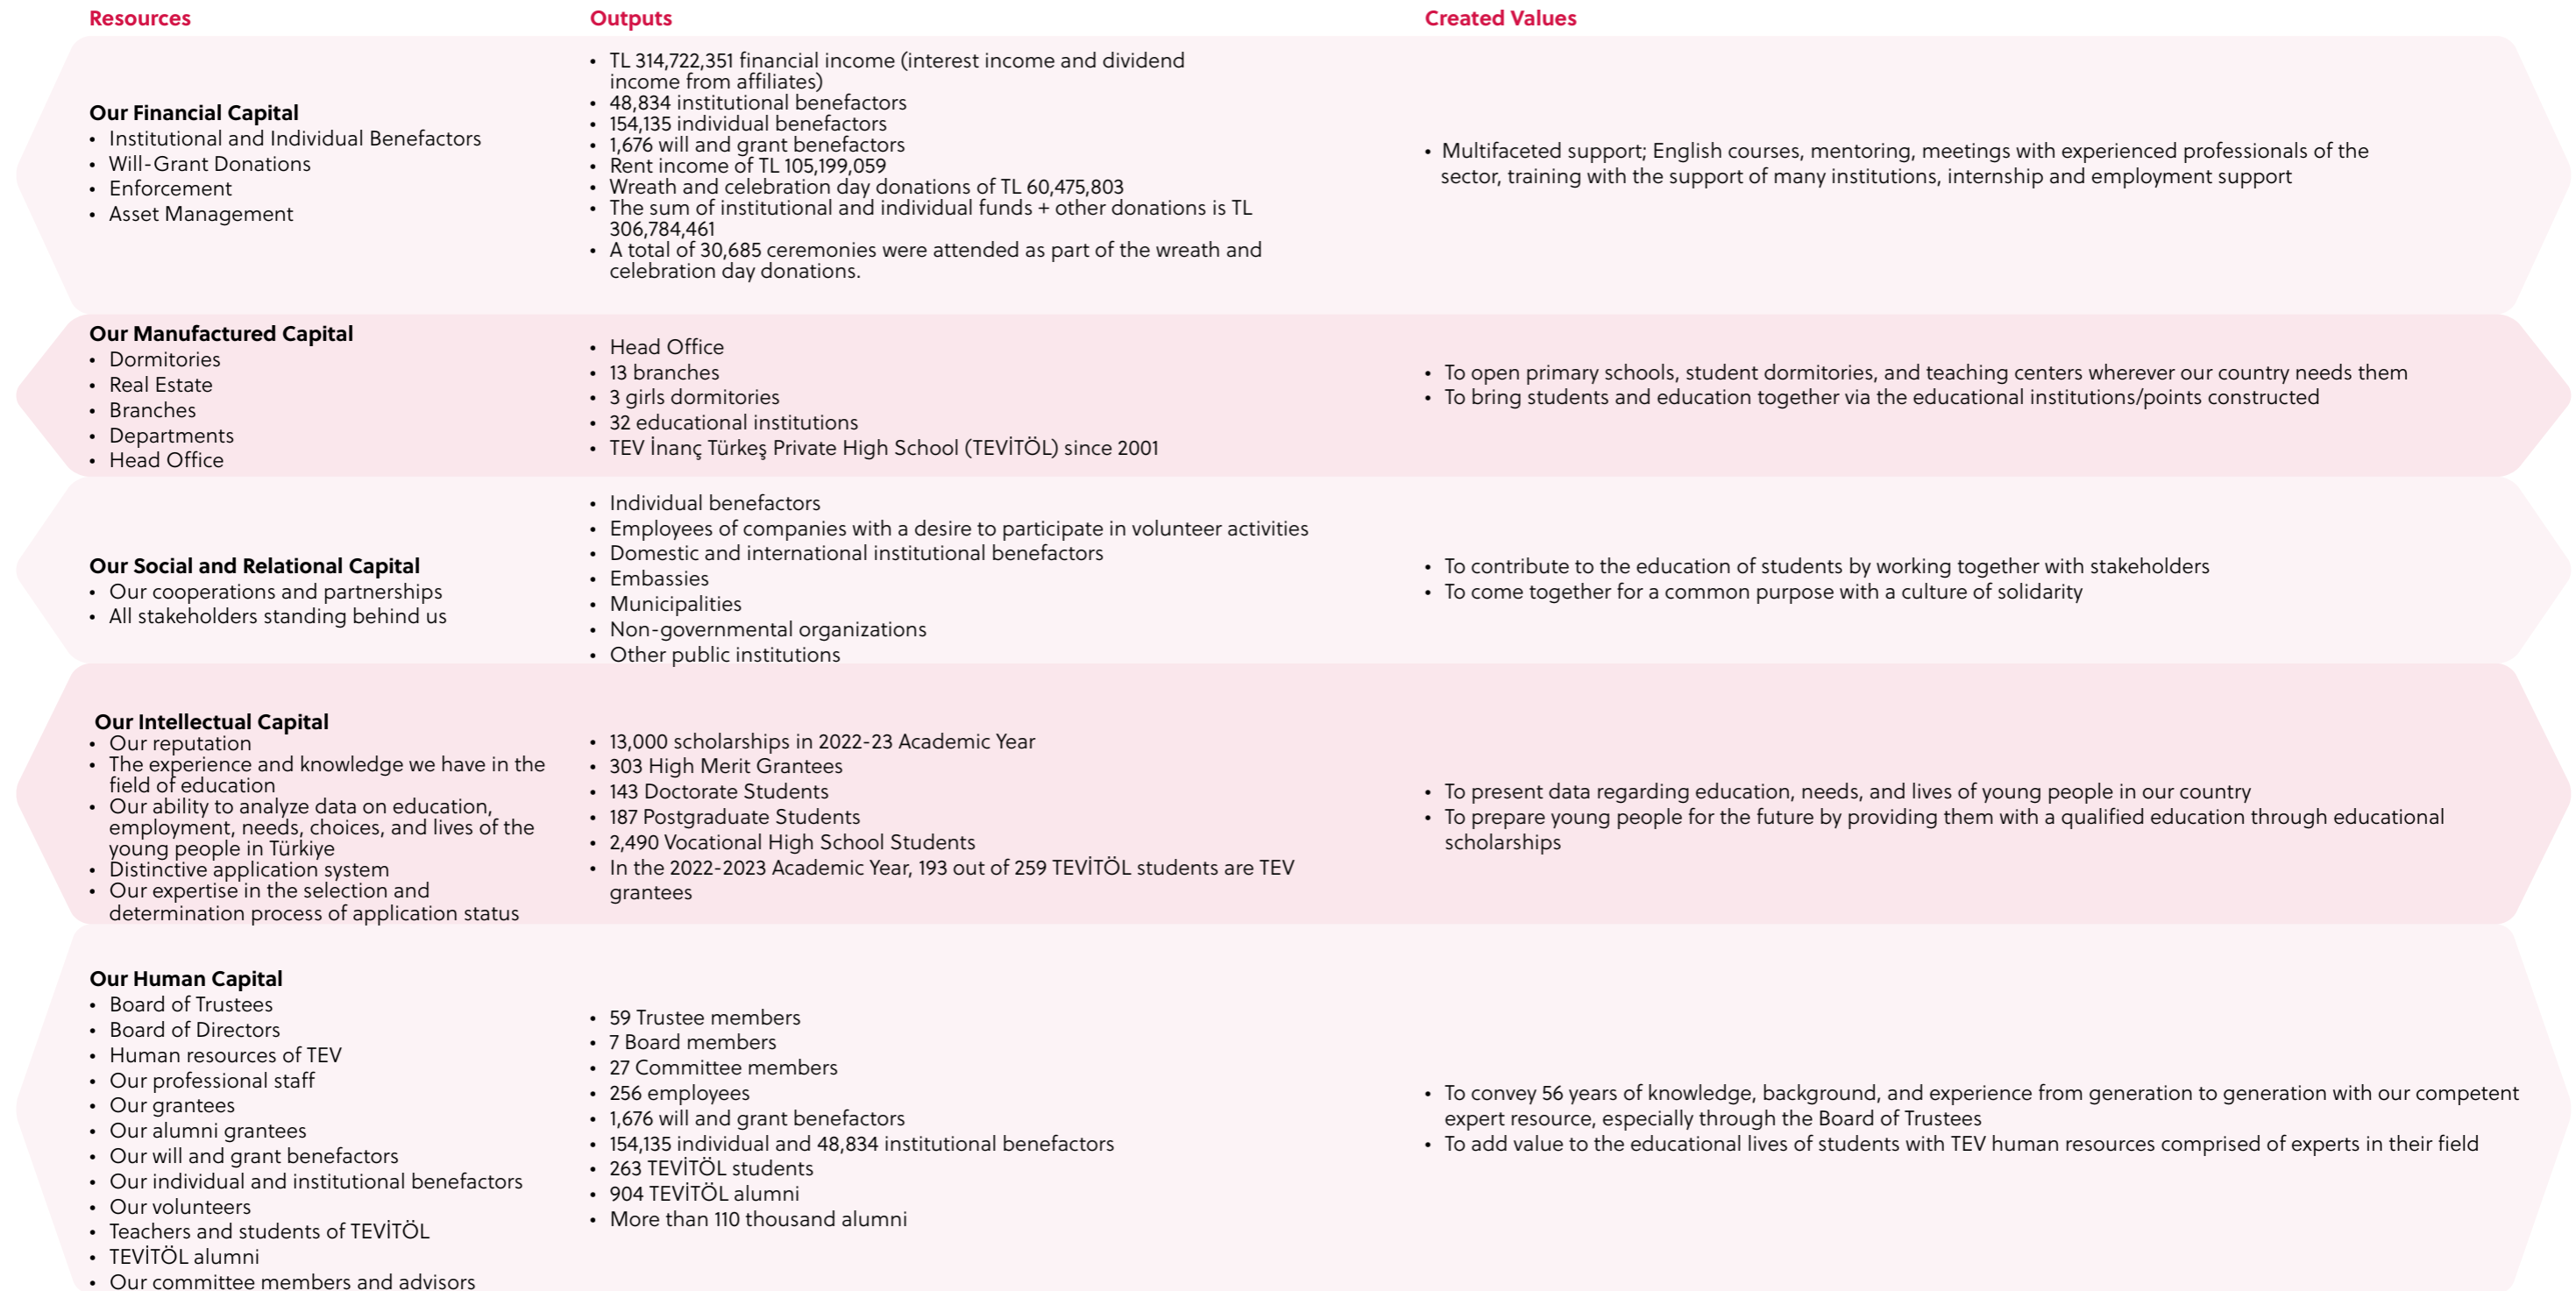 Resources Outputs Created Values
Our Financial Capital
• Institutional and Individual Benefactors
• Will-Grant Donations
• Enforcement
• Asset Management
• TL 314,722,351 financial income (interest income and dividend
income from affiliates)
• 48,834 institutional benefactors
• 154,135 individual benefactors
• 1,676 will and grant benefactors
• Rent income of TL 105,199,059
• Wreath and celebration day donations of TL 60,475,803
• The sum of institutional and individual funds + other donations is TL
306,784,461
• A total of 30,685 ceremonies were attended as part of the wreath and
celebration day donations.
• Multifaceted support; English courses, mentoring, meetings with experienced professionals of the
sector, training with the support of many institutions, internship and employment support
Our Manufactured Capital
• Dormitories
• Real Estate
• Branches
• Departments
• Head Office
• Head Office
• 13 branches
• 3 girls dormitories
• 32 educational institutions
• TEV İnanç Türkeş Private High School (TEVİTÖL) since 2001
• To open primary schools, student dormitories, and teaching centers wherever our country needs them
• To bring students and education together via the educational institutions/points constructed
Our Social and Relational Capital
• Our cooperations and partnerships
• All stakeholders standing behind us
• Individual benefactors
• Employees of companies with a desire to participate in volunteer activities
• Domestic and international institutional benefactors
• Embassies
• Municipalities
• Non-governmental organizations
• Other public institutions
• To contribute to the education of students by working together with stakeholders
• To come together for a common purpose with a culture of solidarity
Our Intellectual Capital
• Our reputation
• The experience and knowledge we have in the
field of education
• Our ability to analyze data on education,
employment, needs, choices, and lives of the
young people in Türkiye
• Distinctive application system
• Our expertise in the selection and
determination process of application status
• 13,000 scholarships in 2022-23 Academic Year
• 303 High Merit Grantees
• 143 Doctorate Students
• 187 Postgraduate Students
• 2,490 Vocational High School Students
• In the 2022-2023 Academic Year, 193 out of 259 TEVİTÖL students are TEV
grantees
• To present data regarding education, needs, and lives of young people in our country
• To prepare young people for the future by providing them with a qualified education through educational
scholarships
Our Human Capital
• Board of Trustees
• Board of Directors
• Human resources of TEV
• Our professional staff
• Our grantees
• Our alumni grantees
• Our will and grant benefactors
• Our individual and institutional benefactors
• Our volunteers
• Teachers and students of TEVİTÖL
• TEVİTÖL alumni
• Our committee members and advisors
• 59 Trustee members
• 7 Board members
• 27 Committee members
• 256 employees
• 1,676 will and grant benefactors
• 154,135 individual and 48,834 institutional benefactors
• 263 TEVİTÖL students
• 904 TEVİTÖL alumni
• More than 110 thousand alumni
• To convey 56 years of knowledge, background, and experience from generation to generation with our competent
expert resource, especially through the Board of Trustees
• To add value to the educational lives of students with TEV human resources comprised of experts in their field